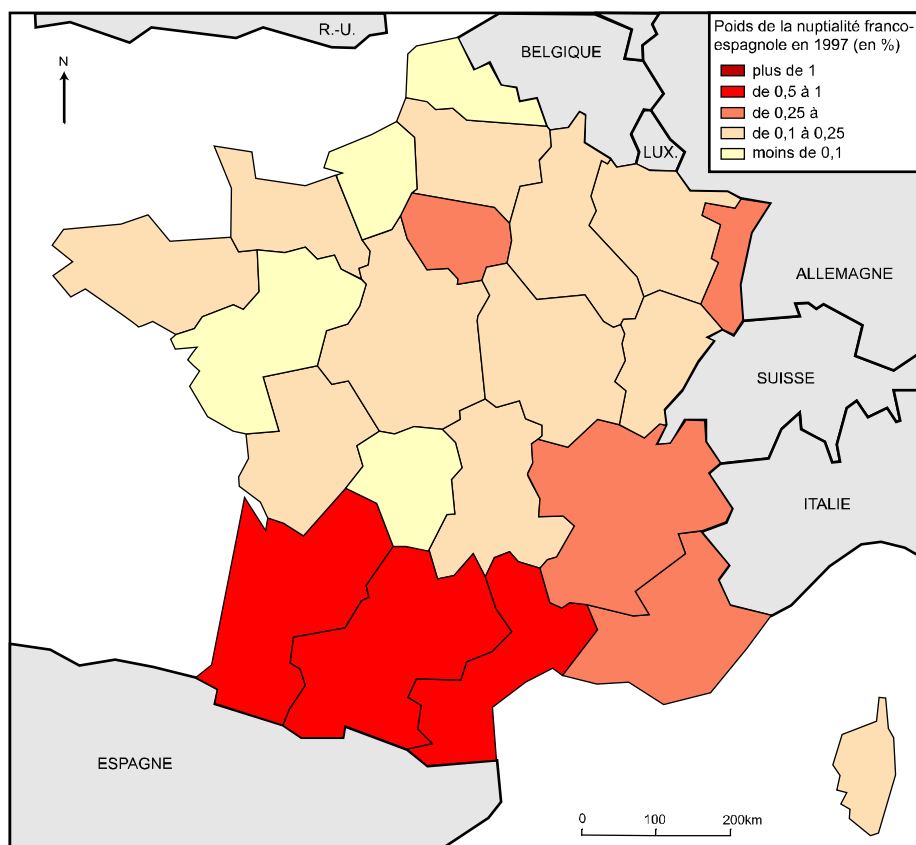 R.-U.
BELGIQUE
Poids de la nuptialité franco-
espagnole en 1997 (en %)
plus de 1
de 0,5 à 1
de 0,25 à
de 0,1 à 0,25
moins de 0,1
N
LUX.
ALLEMAGNE
SUISSE
ITALIE
ESPAGNE
0 100 200km